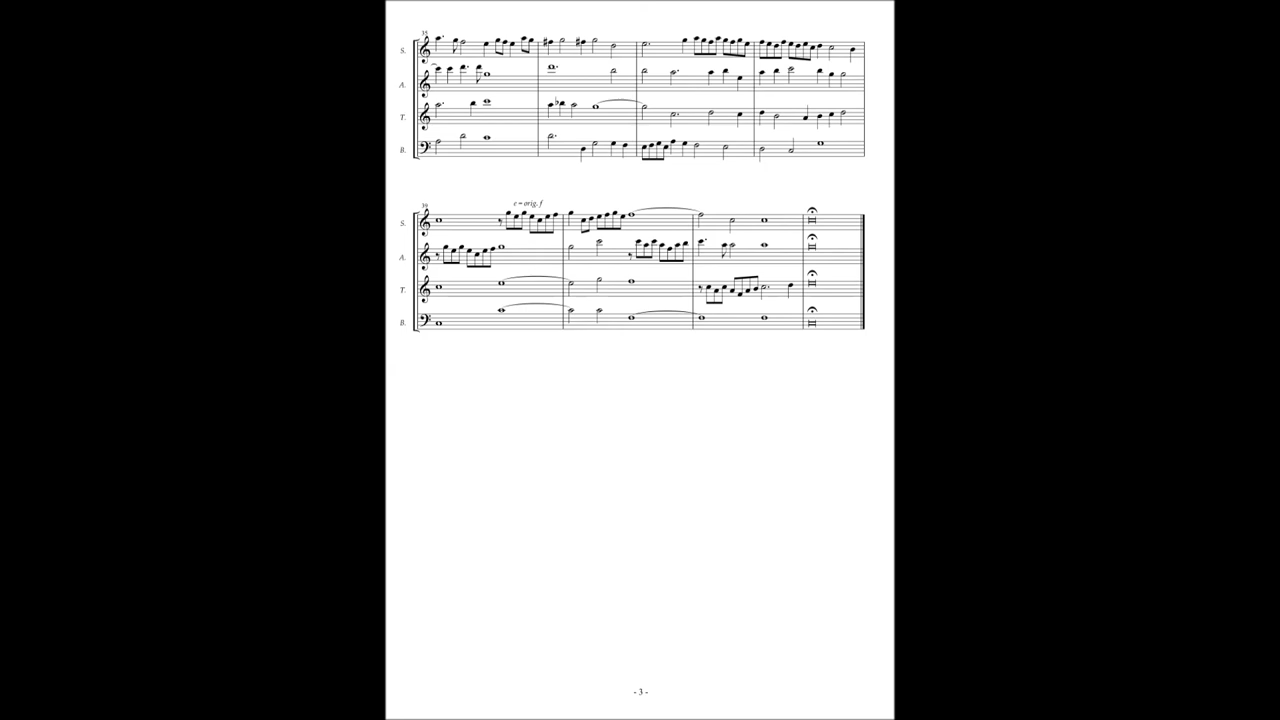 35
S.
A.
T.
B.
39
e = orig. f
S.
A.
T.
B.
- 3 -